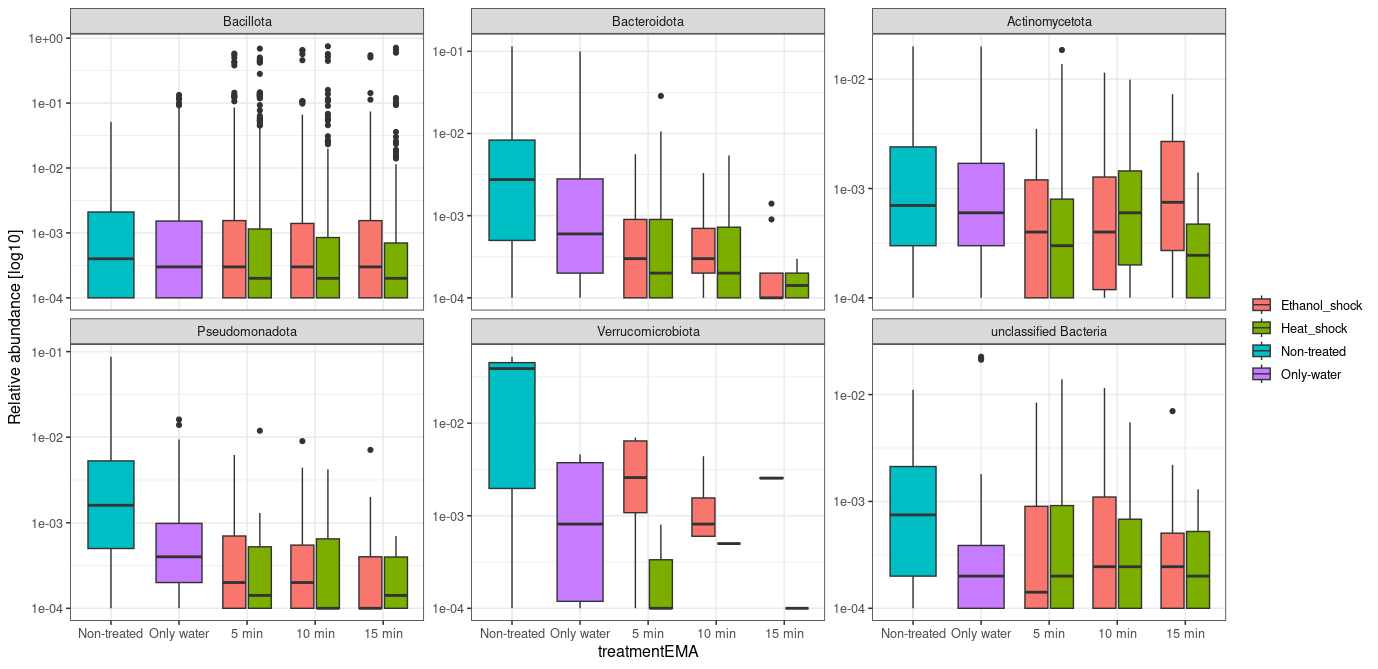 Bacillota
Bacteroidota
Actinomycetota
1e+00
1e-01
1e-02
1e-03
1e-04
1e-01
1e-02
1e-03
1e-04
1e-02
1e-03
1e-04
Relative abundance [log10]
Pseudomonadota
Verrucomicrobiota
unclassified Bacteria
1e-01
1e-02
1e-03
1e-04
1e-02
1e-03
1e-04
1e-02
1e-03
1e-04
Non-treated Only water 5 min 10 min 15 min
Non-treated Only water 5 min 10 min 15 min
Non-treated Only water 5 min 10 min 15 min
treatmentEMA
Ethanol_shock
Heat_shock
Non-treated
Only-water